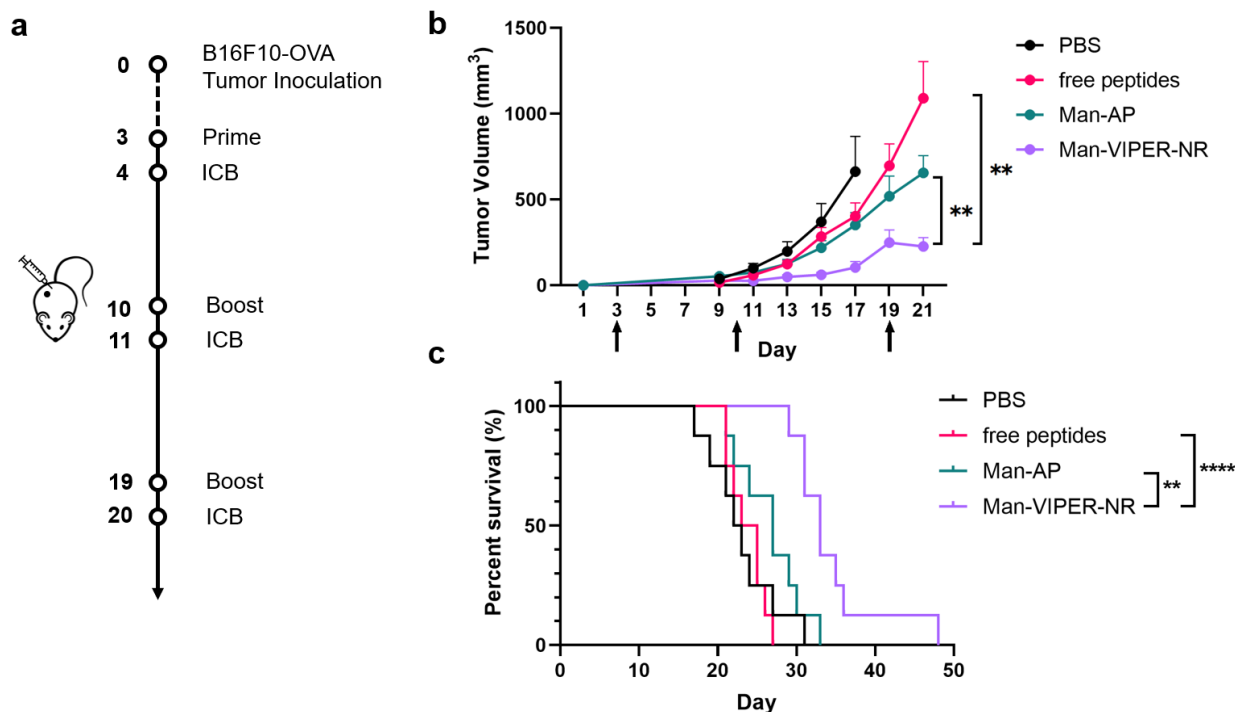 a
0
B16F10-OVA
Tumor Inoculation
3 Prime
4 ICB
10 Boost
11 ICB
19 Boost
20 ICB
b
Tumor Volume (mm³)
1500
1000
500
0
1 3 5 7 9 11 13 15 17 19 21
Day
PBS
free peptides
Man-AP
Man-VIPER-NR
**
**
c
Percent survival (%)
100
50
0
0 10 20 30 40 50
Day
PBS
free peptides
Man-AP
Man-VIPER-NR
**
****